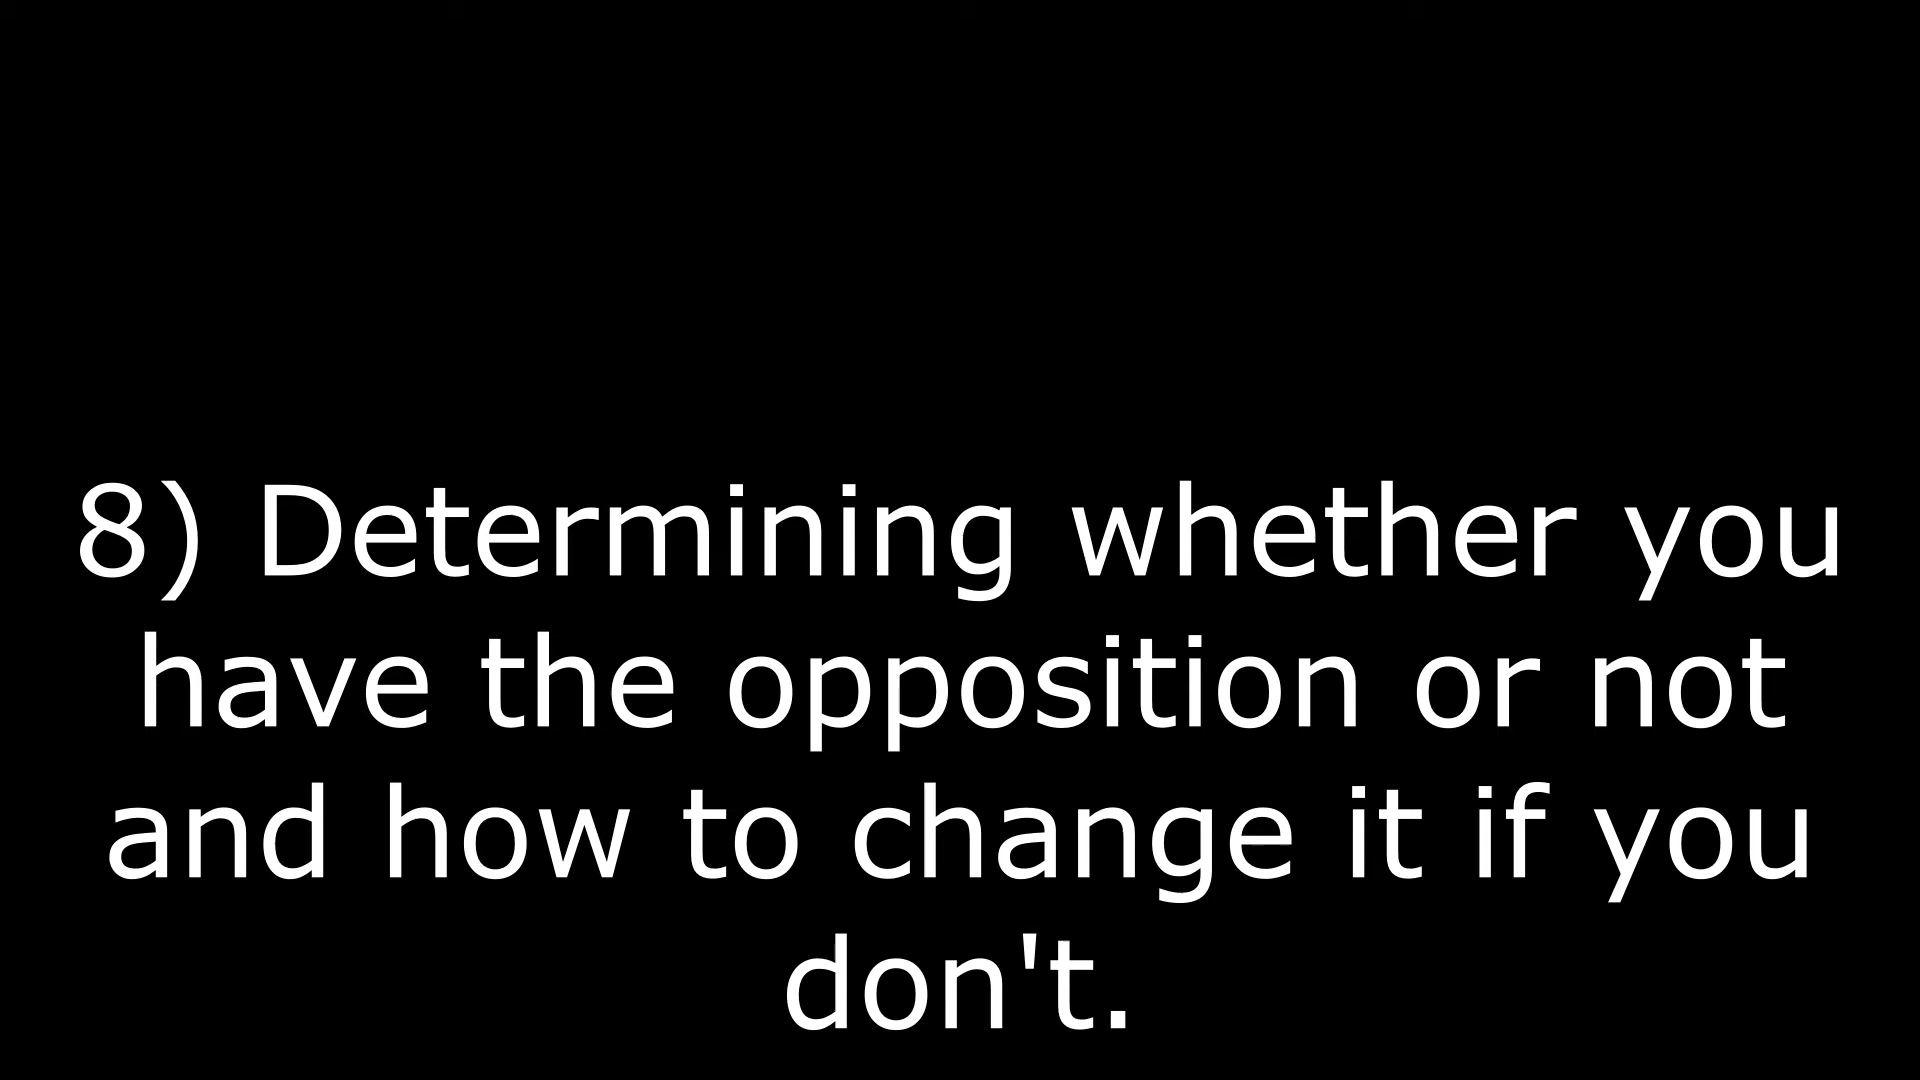 8) Determining whether you
have the opposition or not
and how to change it if you
don't.